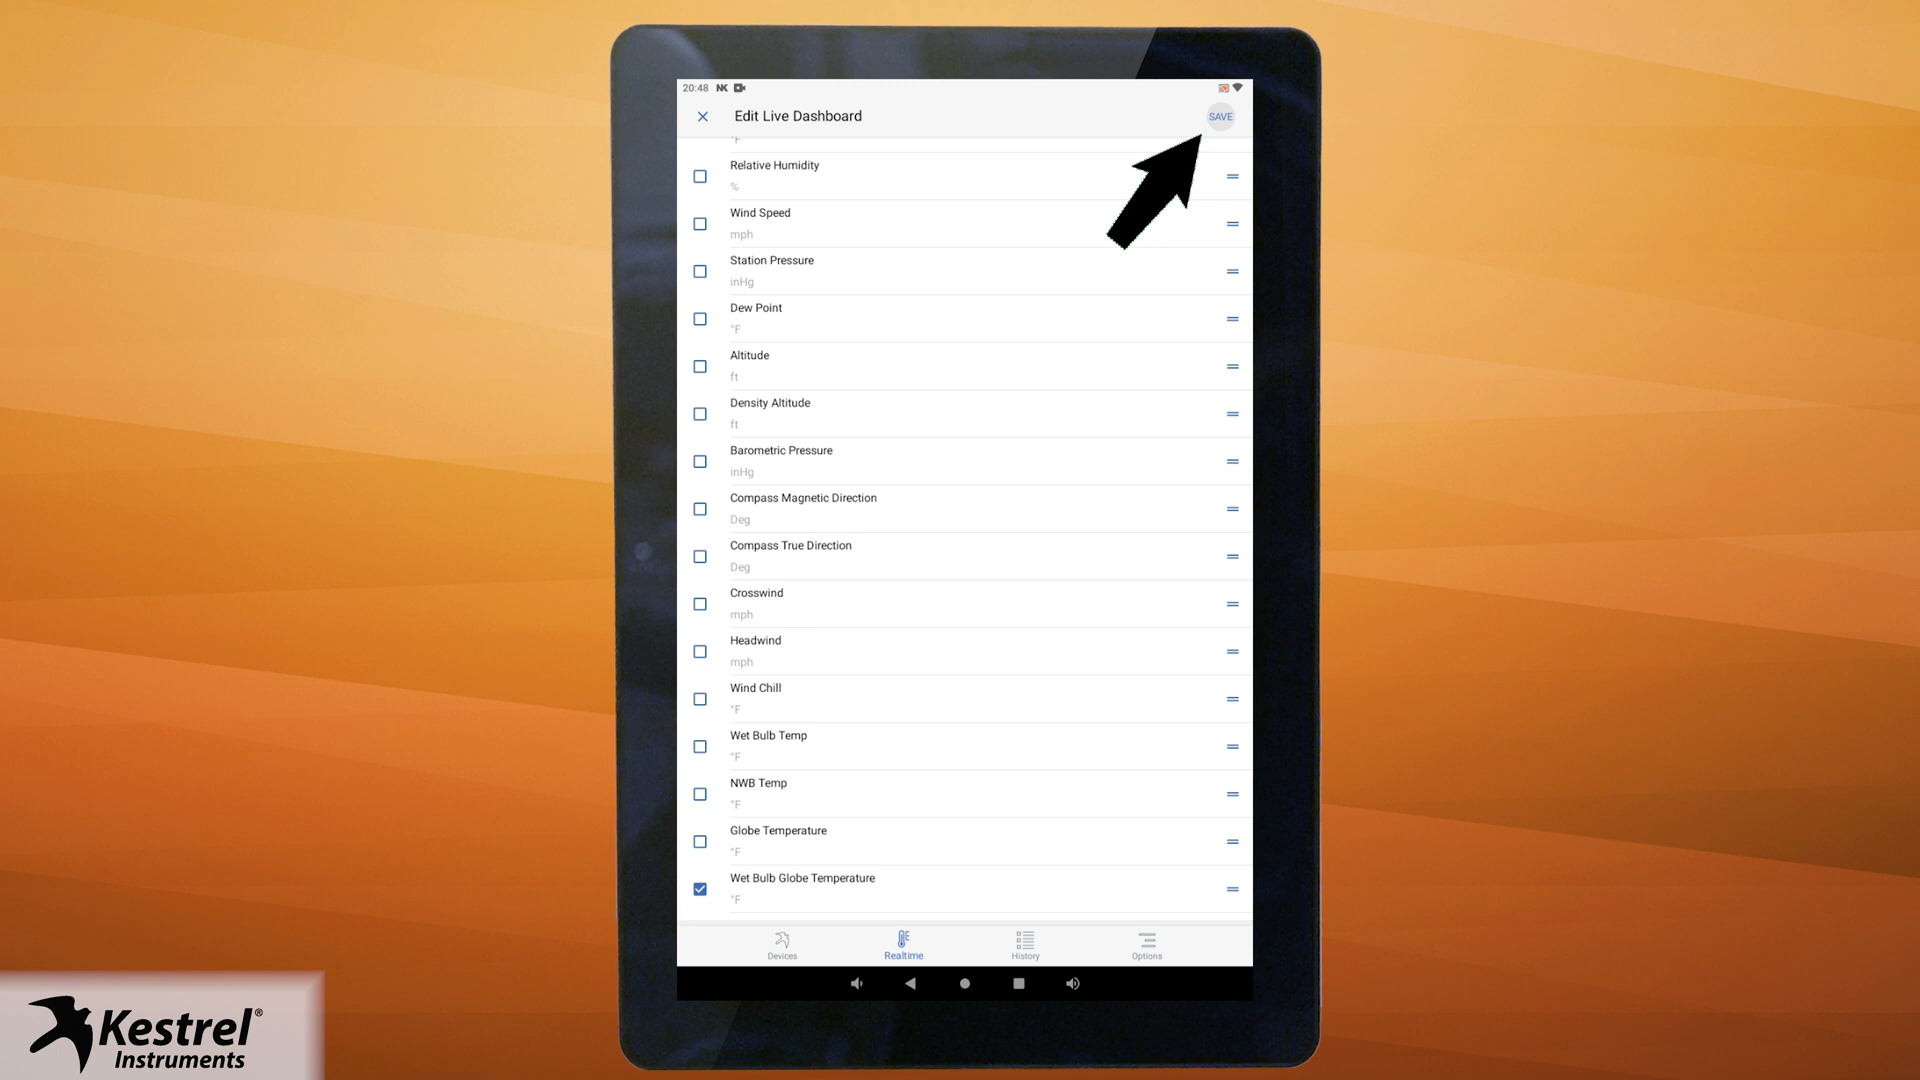 20:48 NK
Edit Live Dashboard
SAVE
°F
Relative Humidity
%
Wind Speed
mph
Station Pressure
inHg
Dew Point
°F
Altitude
ft
Density Altitude
ft
Barometric Pressure
inHg
Compass Magnetic Direction
Deg
Compass True Direction
Deg
Crosswind
mph
Headwind
mph
Wind Chill
°F
Wet Bulb Temp
°F
NWB Temp
°F
Globe Temperature
°F
Wet Bulb Globe Temperature
°F
Devices
Realtime
History
Options
Kestrel®
Instruments